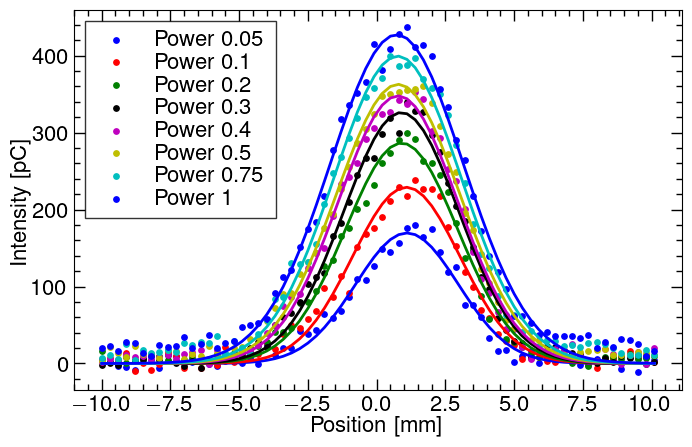 400
300
200
100
0
Intensity [pC]
Power 0.05
Power 0.1
Power 0.2
Power 0.3
Power 0.4
Power 0.5
Power 0.75
Power 1
−10.0 −7.5 −5.0 −2.5 0.0 2.5 5.0 7.5 10.0
Position [mm]